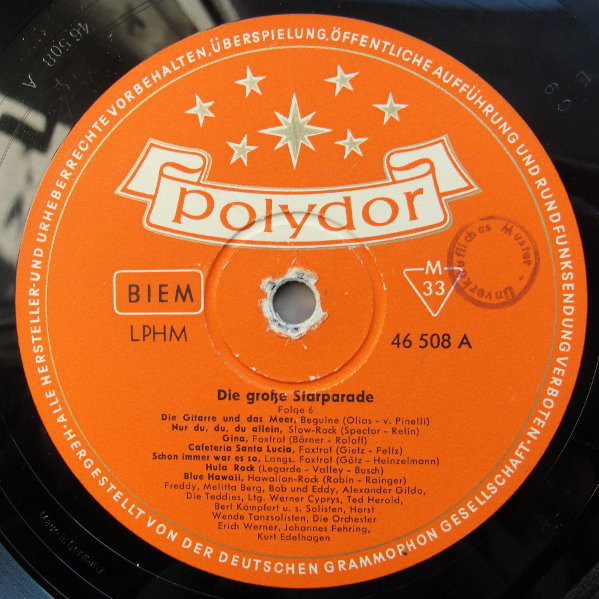 ALLE HERSTELLER-UND URHEBERRECHTE VORBEHALTEN, ÜBERSPIELUNG, ÖFFENTLICHE AUFFÜHRUNG UND RUNDFUNKSENDUNG VERBOTEN.
polydor
BIEM
LPHM
M
33
Unverkäufliches Muster
46 508 A
Die große Starparade
Folge 6
Die Gitarre und das Meer, Beguine (Olias - v. Pinelli)
Nur du, du, du allein, Slow-Rock (Spector - Relin)
Gina, Foxtrot (Börner - Roloff)
Cafeteria Santa Lucia, Foxtrot (Gietz - Feltz)
Schon immer war es so, Langs. Foxtrot (Götz - Heinzelmann)
Hula Rock (Legarde - Valley - Busch)
Blue Hawaii, Hawaiian-Rock (Robin - Rainger)
Freddy, Melitta Berg, Bob und Eddy, Alexander Gildo,
Die Teddies, Ltg. Werner Cyprys, Ted Herold,
Bert Kämpfert u. s. Solisten, Horst
Wende Tanzsolisten, Die Orchester
Erich Werner, Johannes Fehring,
Kurt Edelhagen
HERGESTELLT VON DER DEUTSCHEN GRAMMOPHON GESELLSCHAFT
46508 A